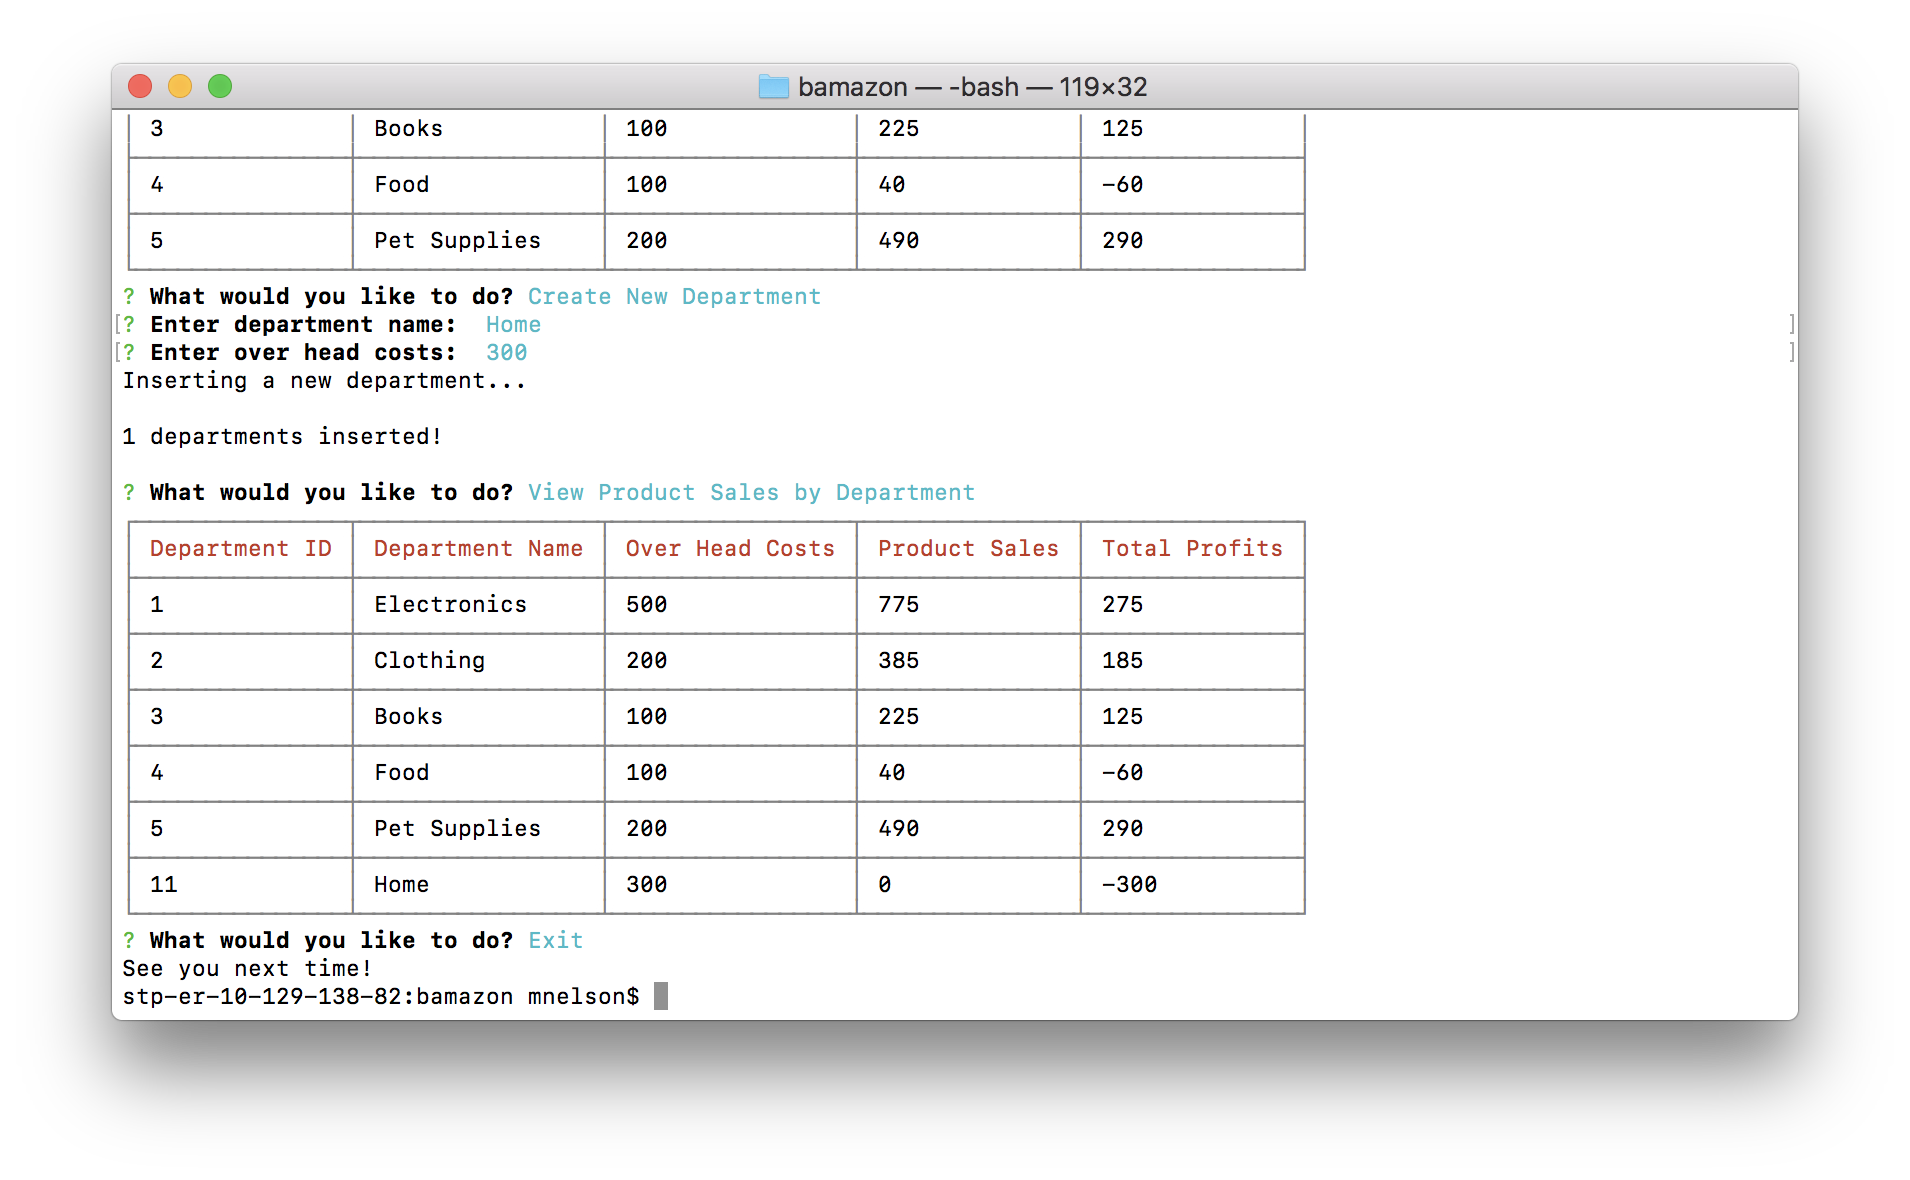 bamazon — -bash — 119×32
3 Books 100 225 125
4 Food 100 40 -60
5 Pet Supplies 200 490 290
? What would you like to do? Create New Department
[? Enter department name: Home ]
[? Enter over head costs: 300 ]
Inserting a new department...
1 departments inserted!
? What would you like to do? View Product Sales by Department
Department ID Department Name Over Head Costs Product Sales Total Profits
1 Electronics 500 775 275
2 Clothing 200 385 185
3 Books 100 225 125
4 Food 100 40 -60
5 Pet Supplies 200 490 290
11 Home 300 0 -300
? What would you like to do? Exit
See you next time!
stp-er-10-129-138-82:bamazon mnelson$